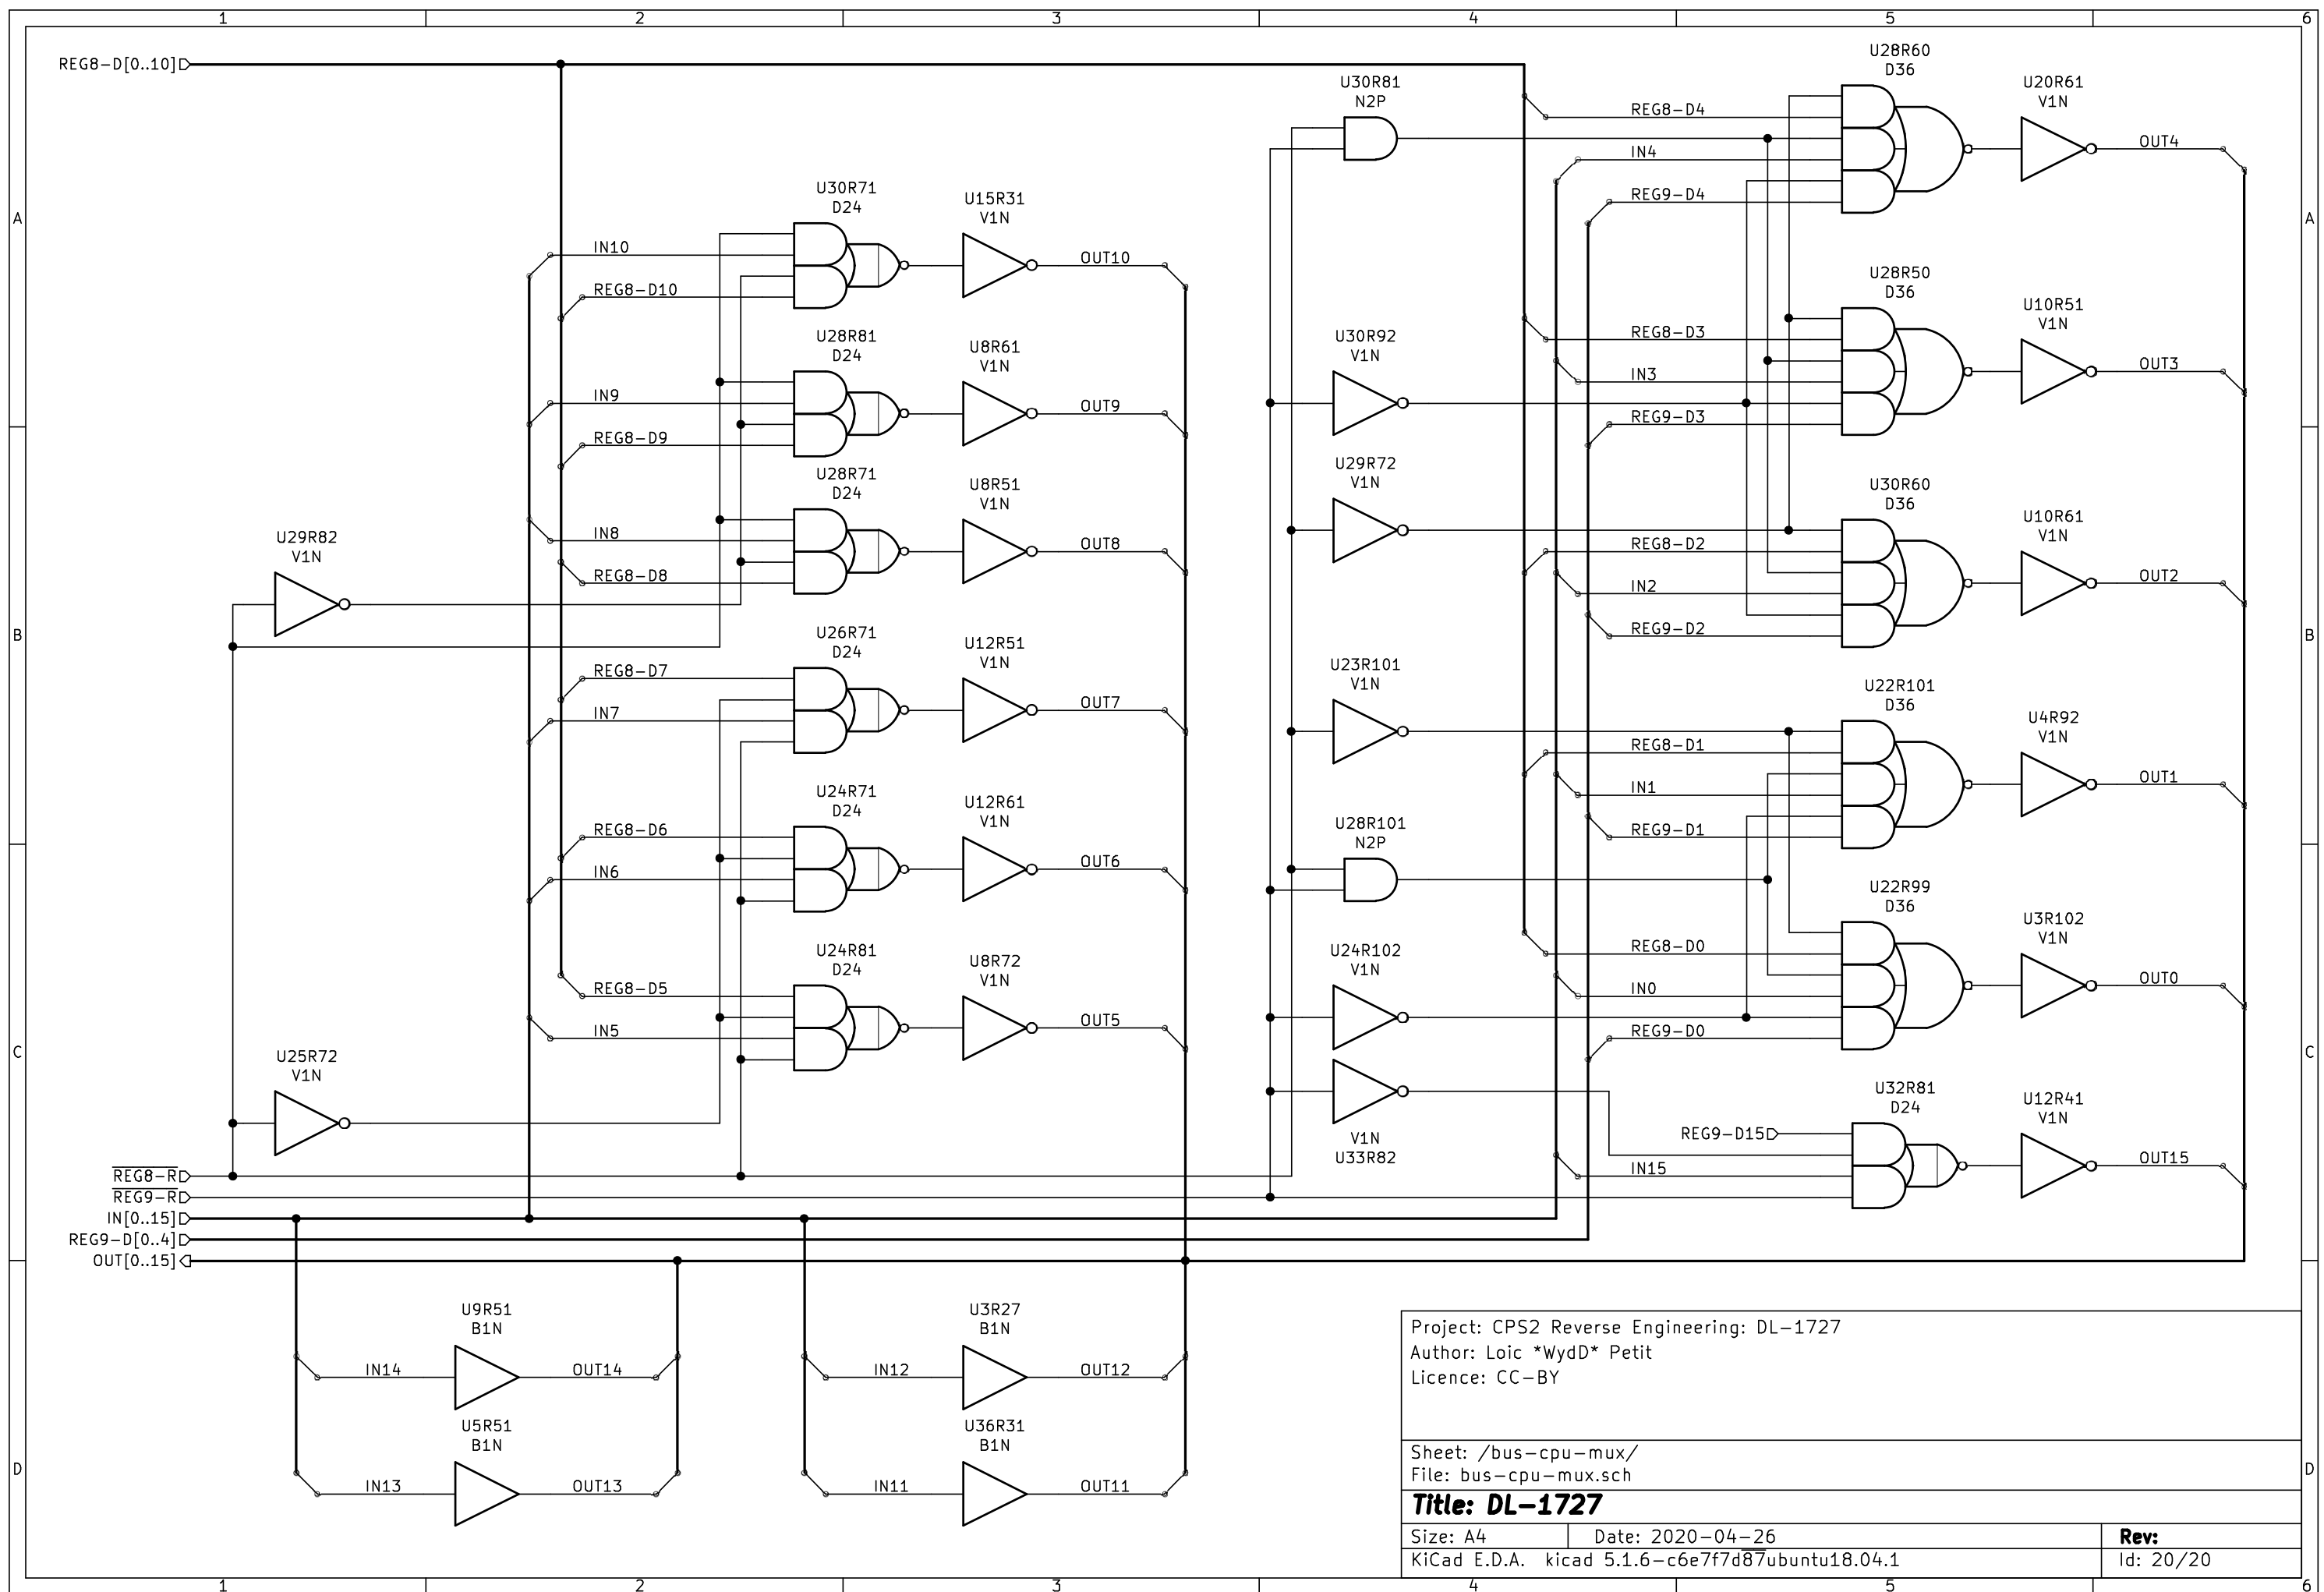 1 2 3 4 5 6
REG8-D[0..10]
U28R60
D36
U20R61
V1N
U30R81
N2P
REG8-D4
IN4
REG9-D4
OUT4
A
A
U30R71
D24
U15R31
V1N
IN10
REG8-D10
OUT10
U28R50
D36
U10R51
V1N
U28R81
D24
U8R61
V1N
U30R92
V1N
REG8-D3
IN3
REG9-D3
OUT3
IN9
REG8-D9
OUT9
U28R71
D24
U8R51
V1N
U29R72
V1N
U30R60
D36
U10R61
V1N
U29R82
V1N
IN8
REG8-D8
OUT8
REG8-D2
IN2
REG9-D2
OUT2
B
B
U26R71
D24
U12R51
V1N
U23R101
V1N
U22R101
D36
U4R92
V1N
REG8-D7
IN7
OUT7
REG8-D1
IN1
REG9-D1
OUT1
U24R71
D24
U12R61
V1N
U28R101
N2P
REG8-D6
IN6
OUT6
U22R99
D36
U3R102
V1N
U24R81
D24
U8R72
V1N
U24R102
V1N
REG8-D0
IN0
REG9-D0
OUT0
REG8-D5
IN5
OUT5
C
C
U25R72
V1N
V1N
U33R82
U32R81
D24
U12R41
V1N
REG9-D15
IN15
OUT15
REG8-R
REG9-R
IN[0..15]
REG9-D[0..4]
OUT[0..15]
U9R51
B1N
U3R27
B1N
IN14
OUT14
IN12
OUT12
U5R51
B1N
U36R31
B1N
IN13
OUT13
IN11
OUT11
D
D
Project: CPS2 Reverse Engineering: DL-1727
Author: Loic *WydD* Petit
Licence: CC-BY
Sheet: /bus-cpu-mux/
File: bus-cpu-mux.sch
Title: DL-1727
Size: A4 Date: 2020-04-26 Rev:
KiCad E.D.A. kicad 5.1.6-c6e7f7d87ubuntu18.04.1 Id: 20/20
1 2 3 4 5 6